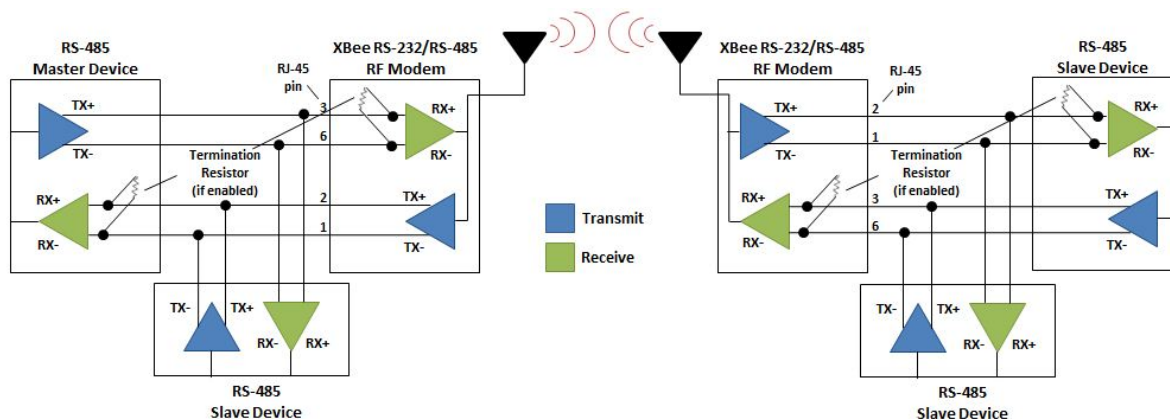 RS-485
Master Device
XBee RS-232/RS-485
RF Modem
RJ-45
pin
TX+
TX-
3
6
RX+
RX-
Termination
Resistor
(if enabled)
RX+
RX-
2
1
TX+
TX-
TX-
TX+
RX-
RX+
RS-485
Slave Device
Transmit
Receive
XBee RS-232/RS-485
RF Modem
RJ-45
pin
RS-485
Slave Device
TX+
TX-
2
1
RX+
RX-
Termination
Resistor
(if enabled)
RX+
RX-
3
6
TX+
TX-
TX-
TX+
RX-
RX+
RS-485
Slave Device